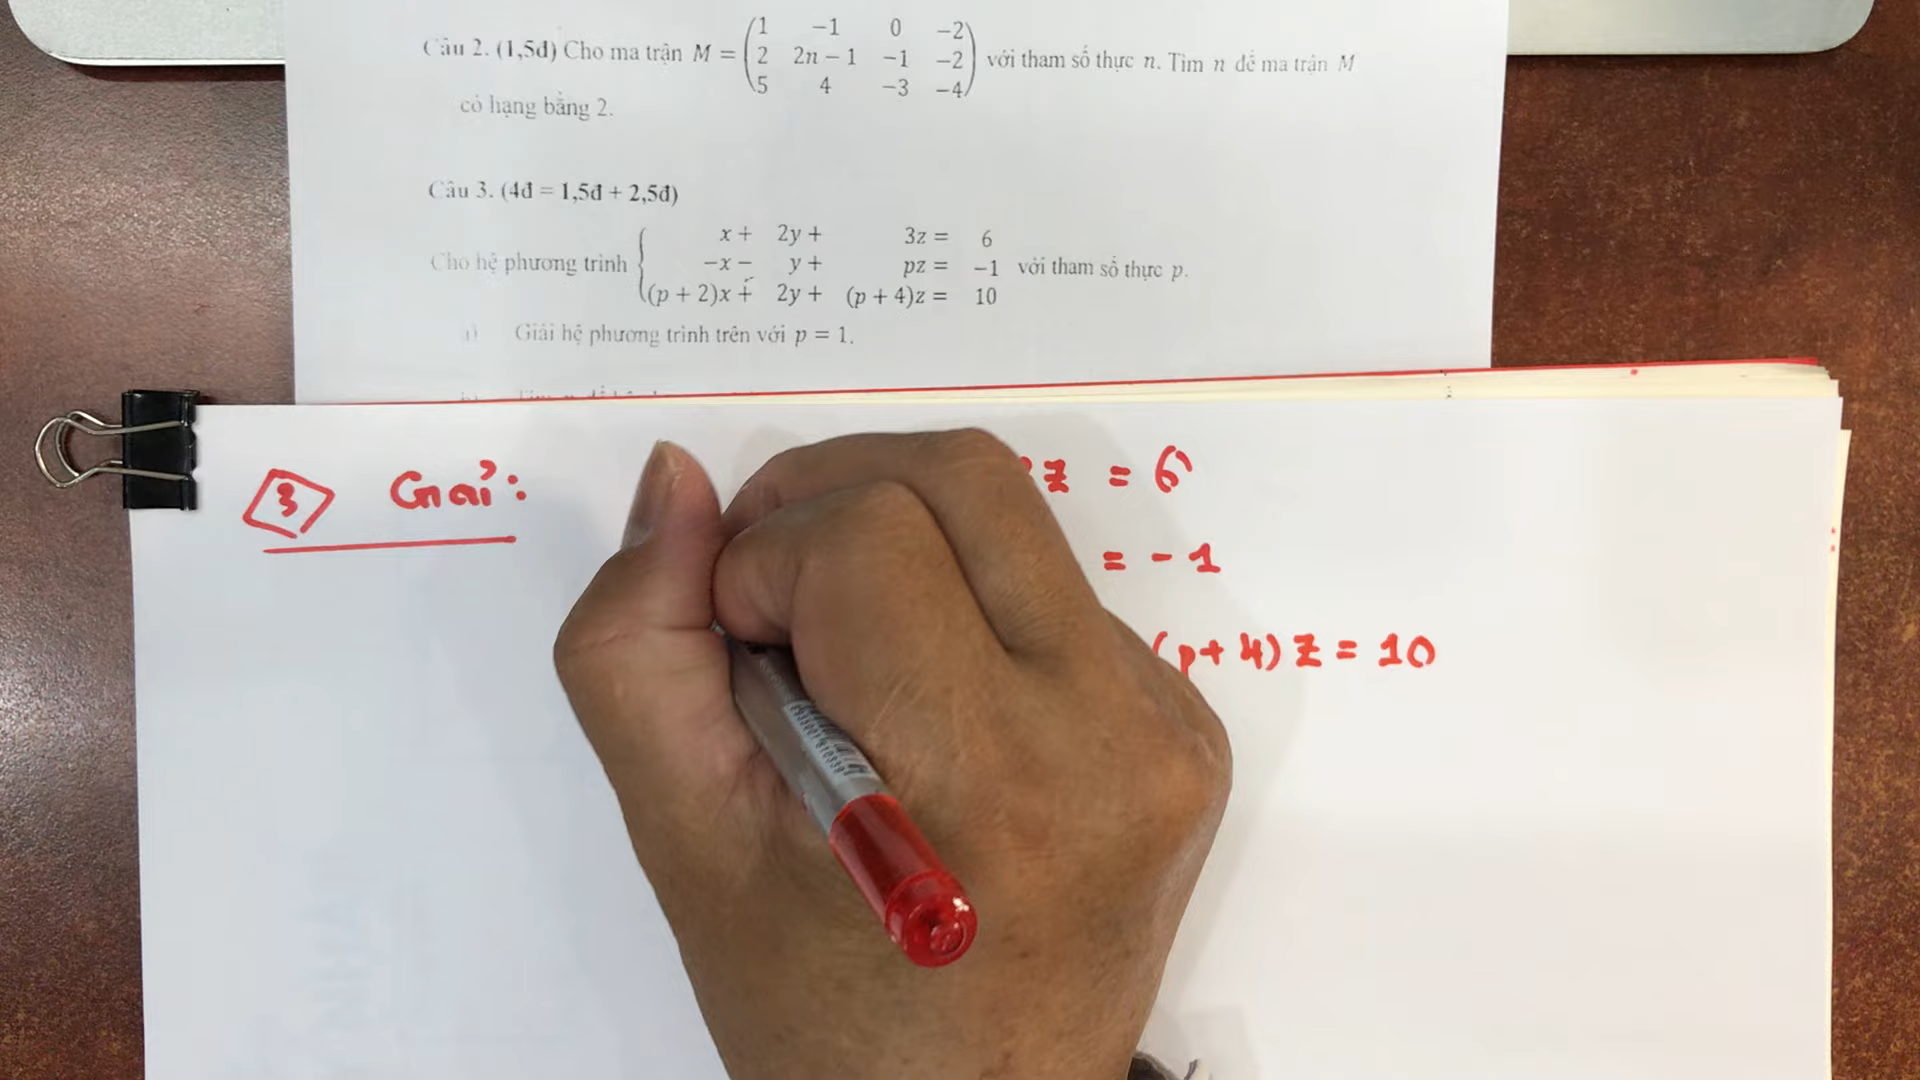 Câu 2. (1,5đ) Cho ma trận M = (1 −1 0 −2
2 2n − 1 −1 −2
5 4 −3 −4) với tham số thực n. Tìm n để ma trận M
có hạng bằng 2.
Câu 3. (4đ = 1,5đ + 2,5đ)
Cho hệ phương trình { x + 2y + 3z = 6
−x − y + pz = −1 với tham số thực p.
(p + 2)x + 2y + (p + 4)z = 10
a) Giải hệ phương trình trên với p = 1.
3 Giải:
z = 6
= - 1
(p+4) z = 10